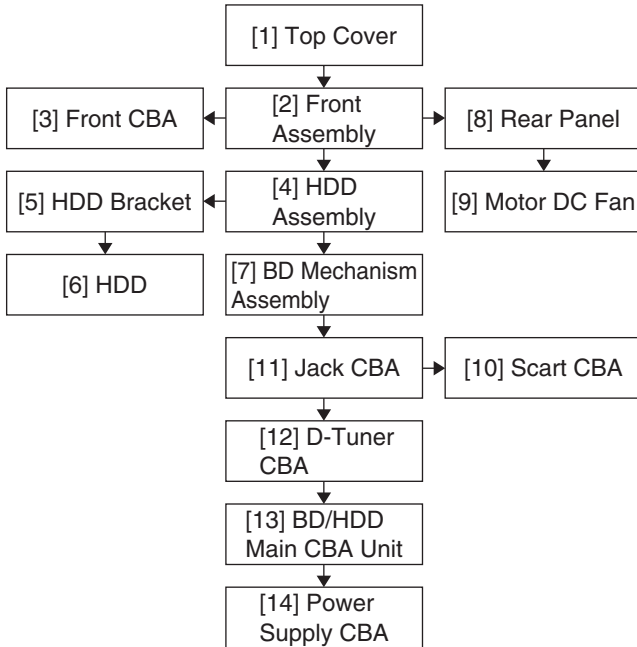 [1] Top Cover
[3] Front CBA
[2] Front
Assembly
[8] Rear Panel
[5] HDD Bracket
[4] HDD
Assembly
[9] Motor DC Fan
[6] HDD
[7] BD Mechanism
Assembly
[11] Jack CBA
[10] Scart CBA
[12] D-Tuner
CBA
[13] BD/HDD
Main CBA Unit
[14] Power
Supply CBA